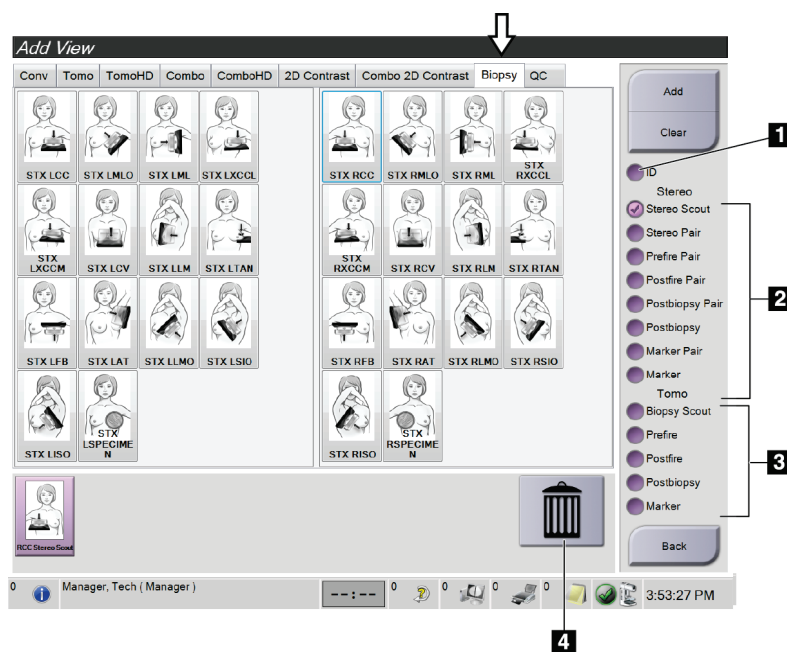 Add View
Conv Tomo TomoHD Combo ComboHD 2D Contrast Combo 2D Contrast Biopsy QC
STX LCC STX LMLO STX LML STX LXCCL
STX RCC STX RMLO STX RML STX
RXCCL
STX
LXCCM STX LCV STX LLM STX LTAN
STX
RXCCM STX RCV STX RLN STX RTAN
STX LFB STX LAT STX LLMO STX LSIO
STX RFB STX RAT STX RLMO STX RSIO
STX LISO STX
LSPECIME
N
STX RISO STX
RSPECIME
N
RCC Stereo Scout
Add
Clear
ID
Stereo
Stereo Scout
Stereo Pair
Prefire Pair
Postfire Pair
Postbiopsy Pair
Postbiopsy
Marker Pair
Marker
Tomo
Biopsy Scout
Prefire
Postfire
Postbiopsy
Marker
Back
1
2
3
0 Manager, Tech ( Manager ) --:-- 0 0 0 0 3:53:27 PM
4